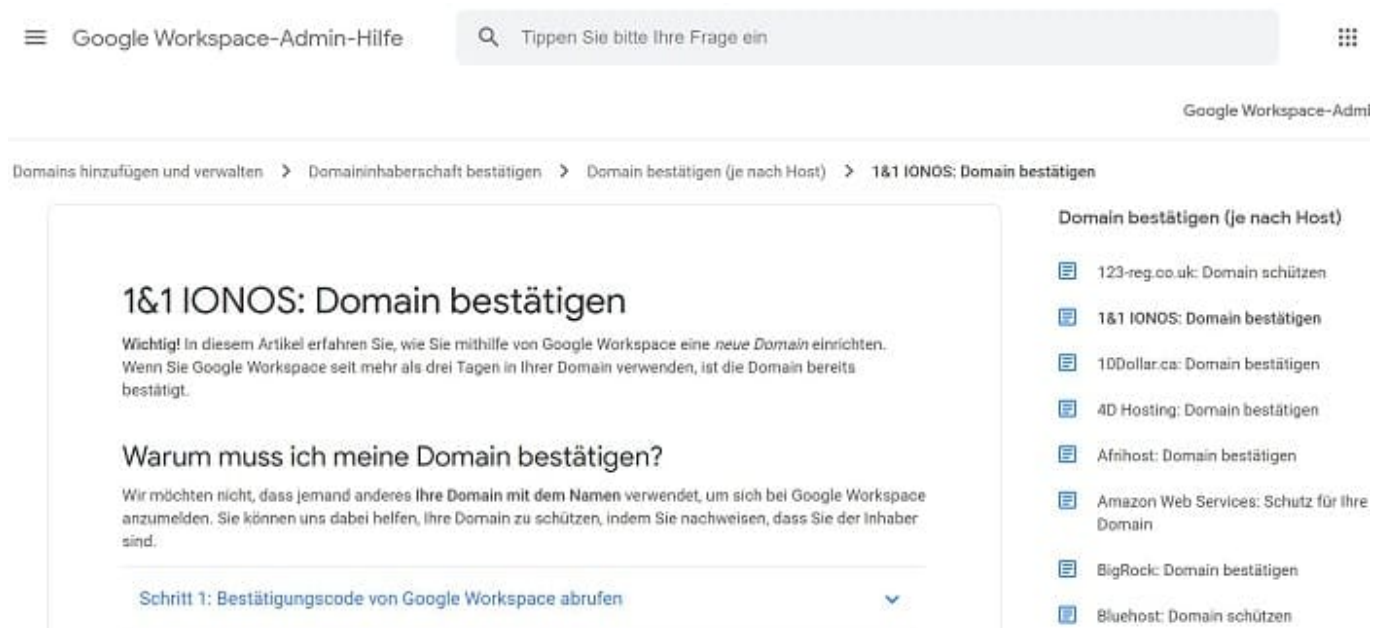 Google Workspace-Admin-Hilfe
Tippen Sie bitte Ihre Frage ein
Google Workspace-Admi
Domains hinzufügen und verwalten > Domaininhaberschaft bestätigen > Domain bestätigen (je nach Host) > 1&1 IONOS: Domain bestätigen
1&1 IONOS: Domain bestätigen
Wichtig! In diesem Artikel erfahren Sie, wie Sie mithilfe von Google Workspace eine neue Domain einrichten.
Wenn Sie Google Workspace seit mehr als drei Tagen in Ihrer Domain verwenden, ist die Domain bereits
bestätigt.
Warum muss ich meine Domain bestätigen?
Wir möchten nicht, dass jemand anderes Ihre Domain mit dem Namen verwendet, um sich bei Google Workspace
anzumelden. Sie können uns dabei helfen, Ihre Domain zu schützen, indem Sie nachweisen, dass Sie der Inhaber
sind.
Schritt 1: Bestätigungscode von Google Workspace abrufen
Domain bestätigen (je nach Host)
123-reg.co.uk: Domain schützen
1&1 IONOS: Domain bestätigen
10Dollar.ca: Domain bestätigen
4D Hosting: Domain bestätigen
Afrihost: Domain bestätigen
Amazon Web Services: Schutz für Ihre
Domain
BigRock: Domain bestätigen
Bluehost: Domain schützen